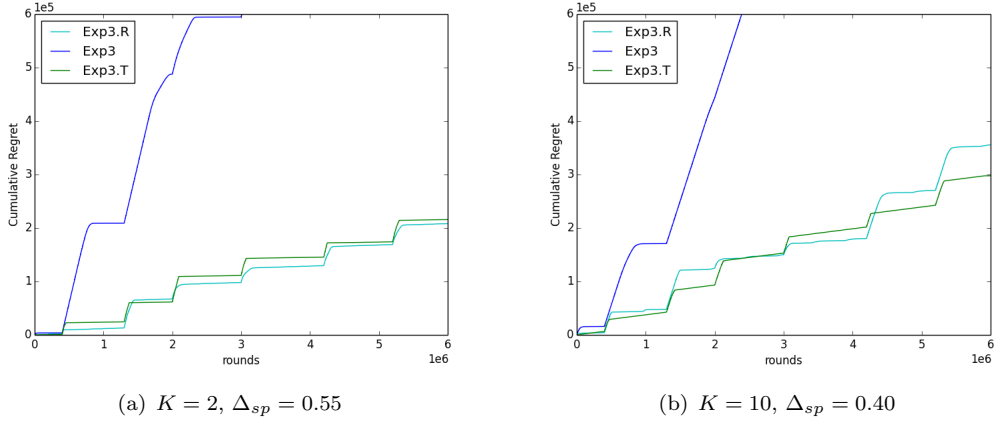 6 1e5
5
4
3
2
1
0
Cumulative Regret
Exp3.R
Exp3
Exp3.T
0 1 2 3 4 5 6
rounds
1e6
(a) K = 2, Δsp = 0.55
6 1e5
5
4
3
2
1
0
Cumulative Regret
Exp3.R
Exp3
Exp3.T
0 1 2 3 4 5 6
rounds
1e6
(b) K = 10, Δsp = 0.40